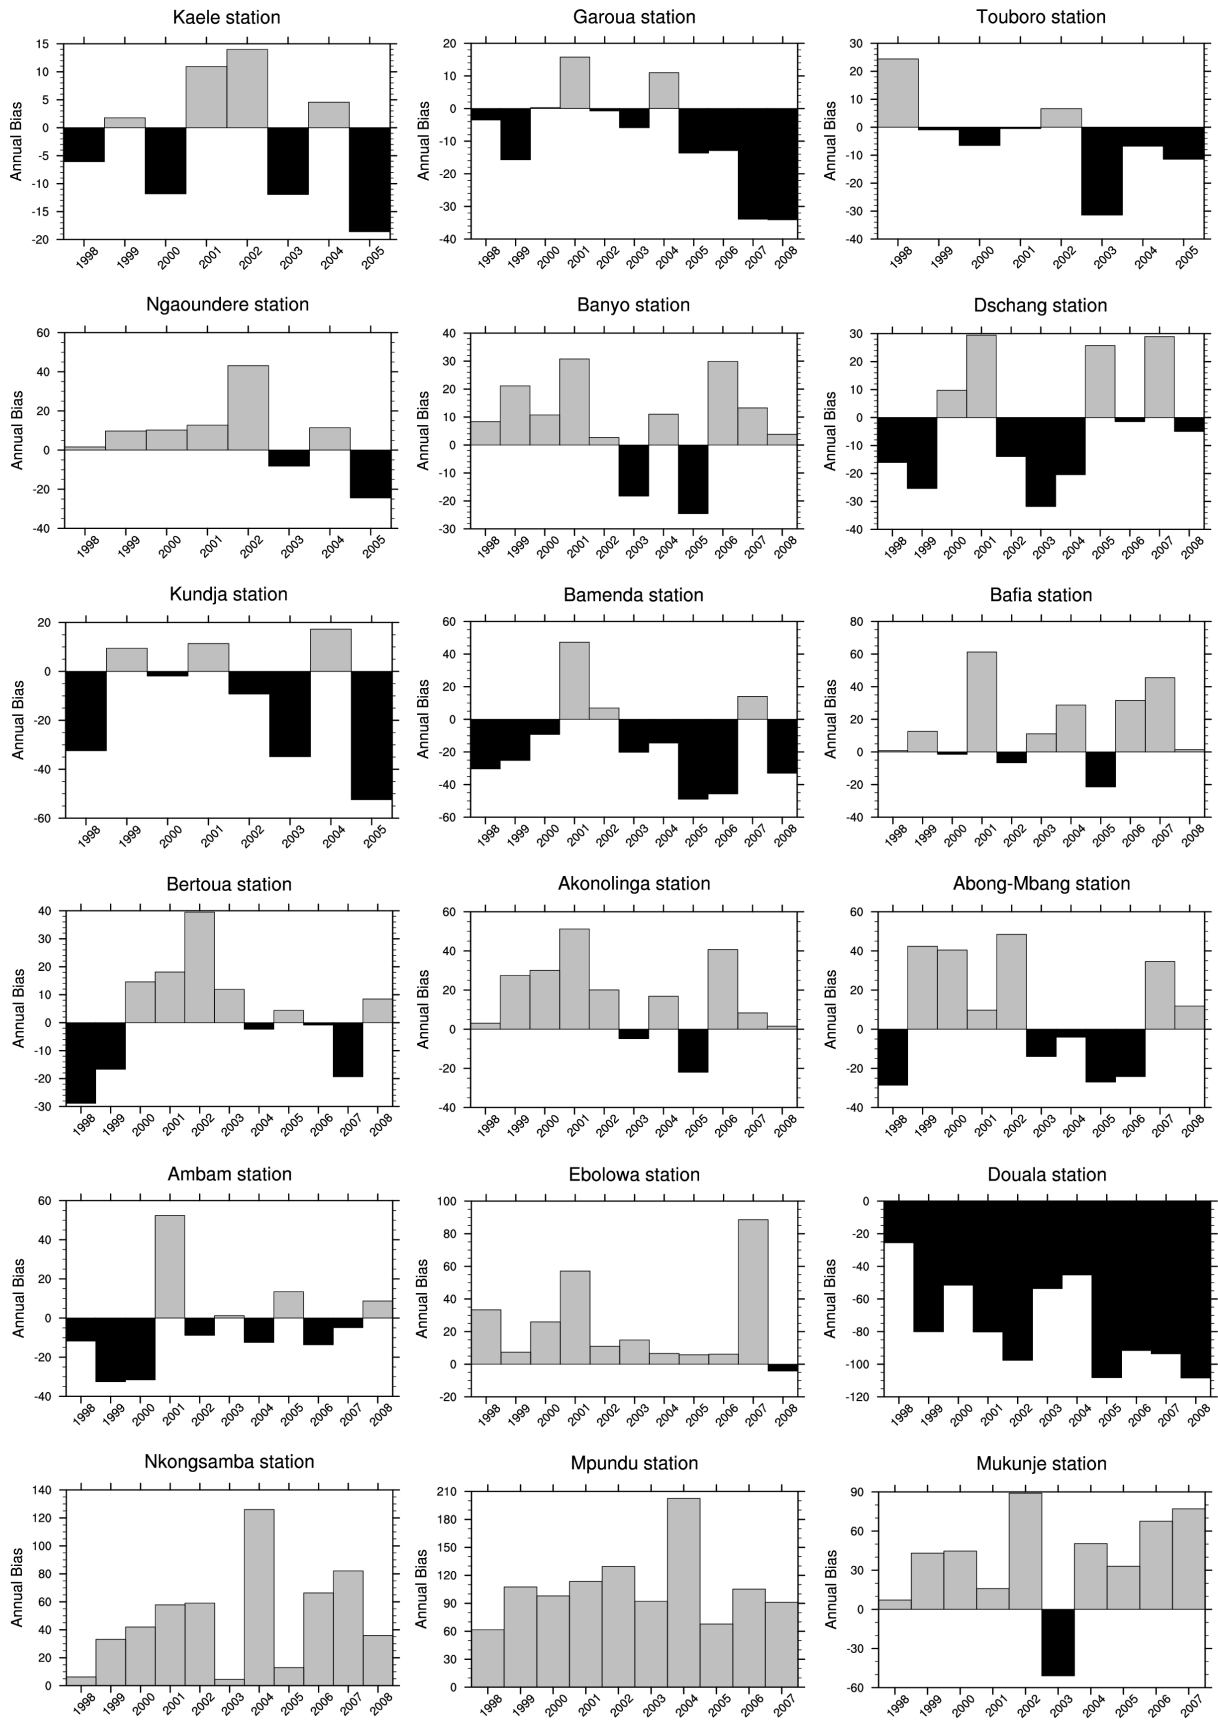 Kaele station
Garoua station
Touboro station
Annual Bias
15
10
5
0
-5
-10
-15
-20
1998 1999 2000 2001 2002 2003 2004 2005
Annual Bias
20
10
0
-10
-20
-30
-40
1998 1999 2000 2001 2002 2003 2004 2005 2006 2007 2008
Annual Bias
30
20
10
0
-10
-20
-30
-40
1998 1999 2000 2001 2002 2003 2004 2005
Ngaoundere station
Banyo station
Dschang station
Annual Bias
60
40
20
0
-20
-40
1998 1999 2000 2001 2002 2003 2004 2005
Annual Bias
40
30
20
10
0
-10
-20
-30
1998 1999 2000 2001 2002 2003 2004 2005 2006 2007 2008
Annual Bias
30
20
10
0
-10
-20
-30
-40
1998 1999 2000 2001 2002 2003 2004 2005 2006 2007 2008
Kundja station
Bamenda station
Bafia station
Annual Bias
20
0
-20
-40
-60
1998 1999 2000 2001 2002 2003 2004 2005
Annual Bias
60
40
20
0
-20
-40
-60
1998 1999 2000 2001 2002 2003 2004 2005 2006 2007 2008
Annual Bias
80
60
40
20
0
-20
-40
1998 1999 2000 2001 2002 2003 2004 2005 2006 2007 2008
Bertoua station
Akonolinga station
Abong-Mbang station
Annual Bias
40
30
20
10
0
-10
-20
-30
1998 1999 2000 2001 2002 2003 2004 2005 2006 2007 2008
Annual Bias
60
40
20
0
-20
-40
1998 1999 2000 2001 2002 2003 2004 2005 2006 2007 2008
Annual Bias
60
40
20
0
-20
-40
1998 1999 2000 2001 2002 2003 2004 2005 2006 2007 2008
Ambam station
Ebolowa station
Douala station
Annual Bias
60
40
20
0
-20
-40
1998 1999 2000 2001 2002 2003 2004 2005 2006 2007 2008
Annual Bias
100
80
60
40
20
0
-20
1998 1999 2000 2001 2002 2003 2004 2005 2006 2007 2008
Annual Bias
0
-20
-40
-60
-80
-100
-120
1998 1999 2000 2001 2002 2003 2004 2005 2006 2007 2008
Nkongsamba station
Mpundu station
Mukunje station
Annual Bias
140
120
100
80
60
40
20
0
1998 1999 2000 2001 2002 2003 2004 2005 2006 2007 2008
Annual Bias
210
180
150
120
90
60
30
0
1998 1999 2000 2001 2002 2003 2004 2005 2006 2007
Annual Bias
90
60
30
0
-30
-60
1998 1999 2000 2001 2002 2003 2004 2005 2006 2007